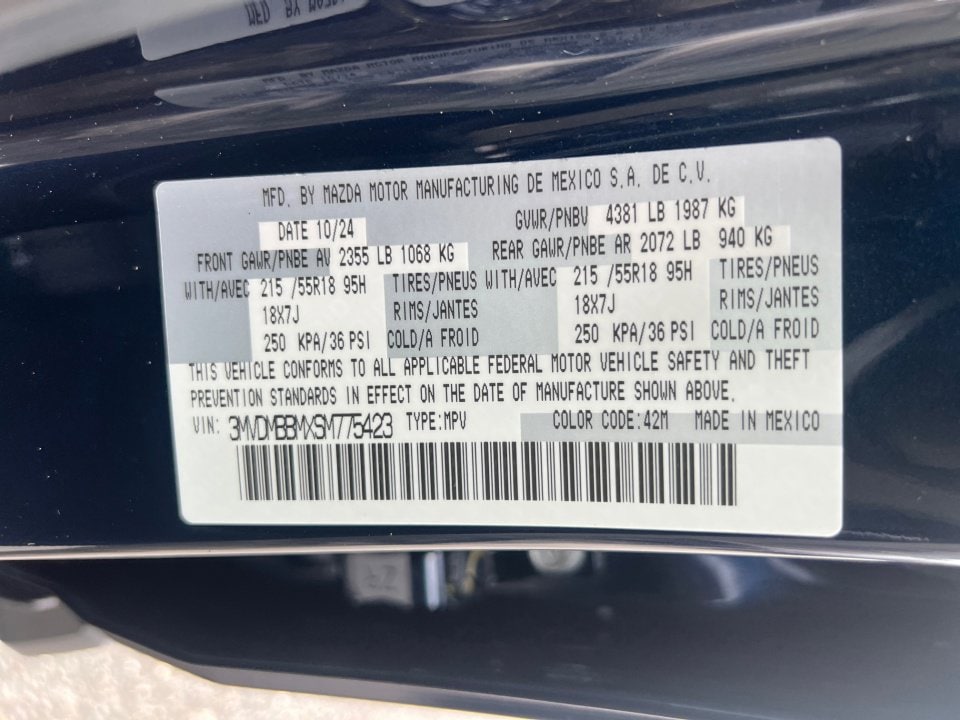 MFD. BY MAZDA MOTOR MANUFACTURING DE MEXICO S.A. DE C.V.
DATE 10/24 GVWR/PNBV 4381 LB 1987 KG
FRONT GAWR/PNBE AV 2355 LB 1068 KG REAR GAWR/PNBE AR 2072 LB 940 KG
WITH/AVEC 215 /55R18 95H TIRES/PNEUS WITH/AVEC 215 /55R18 95H TIRES/PNEUS
18X7J RIMS/JANTES 18X7J RIMS/JANTES
250 KPA/36 PSI COLD/A FROID 250 KPA/36 PSI COLD/A FROID
THIS VEHICLE CONFORMS TO ALL APPLICABLE FEDERAL MOTOR VEHICLE SAFETY AND THEFT
PREVENTION STANDARDS IN EFFECT ON THE DATE OF MANUFACTURE SHOWN ABOVE.
VIN: 3MVDMBBMXSM775423 TYPE:MPV COLOR CODE:42M MADE IN MEXICO